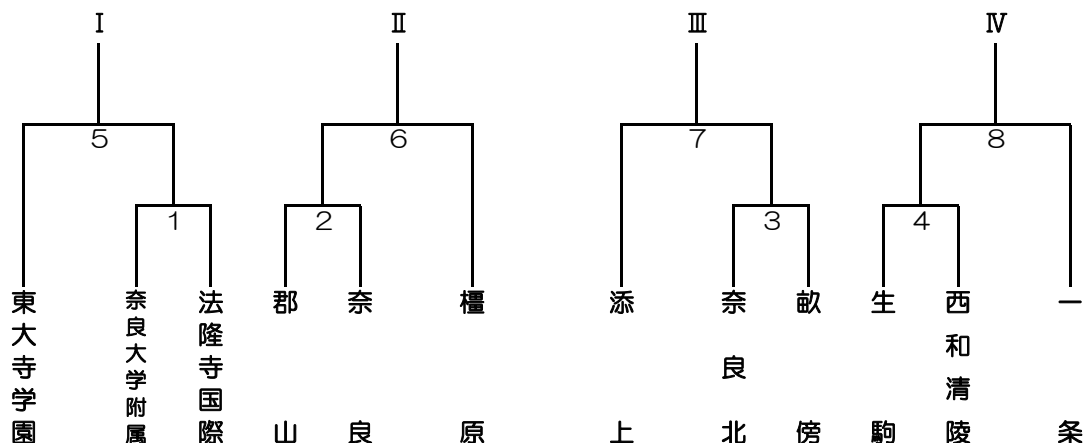 Ⅰ Ⅱ Ⅲ Ⅳ
5 6 7 8
1 2 3 4
東大寺学園
奈良大学附属
法隆寺国際
郡山
奈良
橿原
添上
奈良北
畝傍
生駒
西和清陵
一条